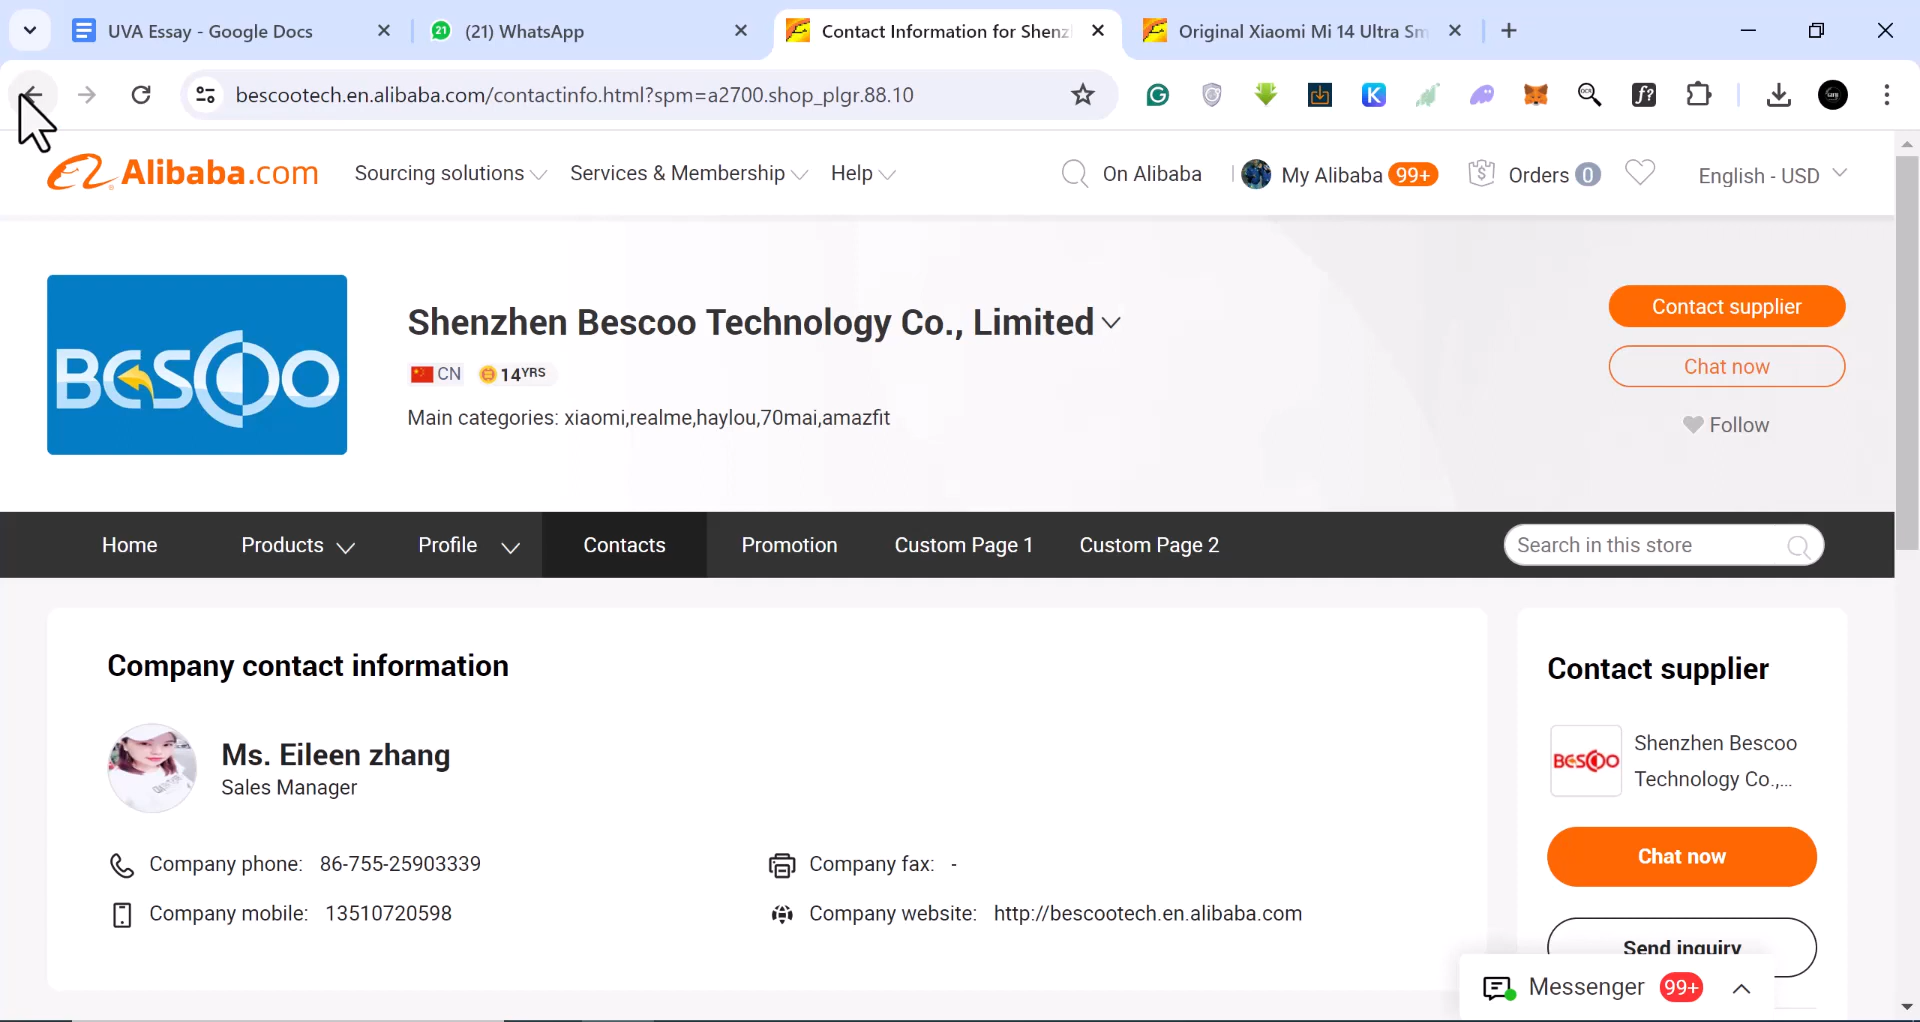 UVA Essay - Google Docs
21
(21) WhatsApp
Contact Information for Shenz
Original Xiaomi Mi 14 Ultra Sm
bescootech.en.alibaba.com/contactinfo.html?spm=a2700.shop_plgr.88.10
Alibaba.com
Sourcing solutions
Services & Membership
Help
On Alibaba
My Alibaba 99+
Orders 0
English - USD
BESCOO
Shenzhen Bescoo Technology Co., Limited
CN 14YRS
Main categories: xiaomi,realme,haylou,70mai,amazfit
Contact supplier
Chat now
Follow
Home
Products
Profile
Contacts
Promotion
Custom Page 1
Custom Page 2
Search in this store
Company contact information
Ms. Eileen zhang
Sales Manager
Company phone: 86-755-25903339
Company fax: -
Company mobile: 13510720598
Company website: http://bescootech.en.alibaba.com
Contact supplier
BESCOO
Shenzhen Bescoo
Technology Co.,...
Chat now
Send inquiry
Messenger 99+